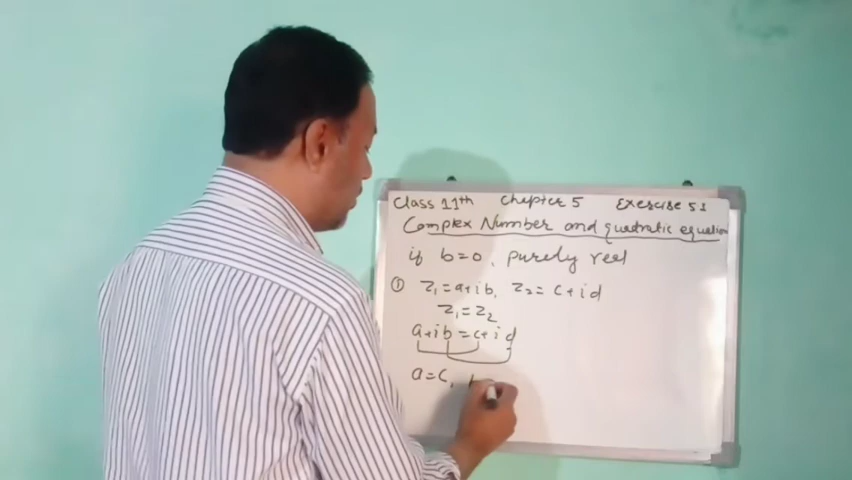 Class 11th Chapter 5 Exercise 5.1
Complex Number and quadratic equation
if b=0, purely real
① Z₁=a+ib, Z₂=c+id
Z₁=Z₂
a+ib=c+id
a=c,